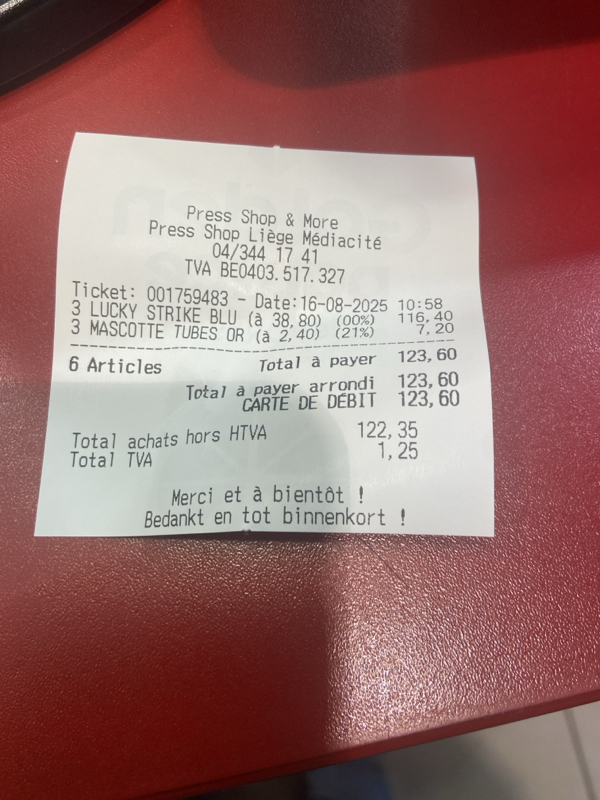 Press Shop & More
Press Shop Liège Médiacité
04/344 17 41
TVA BE0403.517.327
Ticket: 001759483 - Date:16-08-2025 10:58
3 LUCKY STRIKE BLU (à 38,80) (00%) 116,40
3 MASCOTTE TUBES OR (à 2,40) (21%) 7,20
6 Articles Total à payer 123,60
Total à payer arrondi 123,60
CARTE DE DÉBIT 123,60
Total achats hors HTVA 122,35
Total TVA 1,25
Merci et à bientôt !
Bedankt en tot binnenkort !